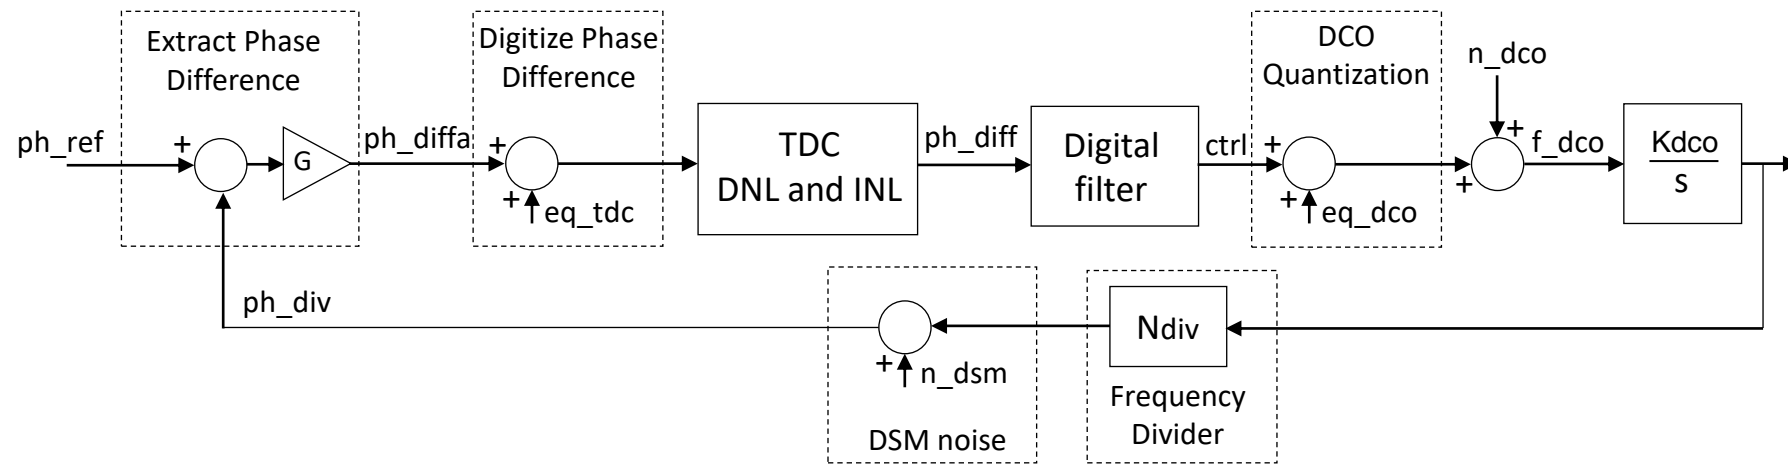 Extract Phase
Difference
Digitize Phase
Difference
DCO
Quantization
n_dco
ph_ref
+
G
ph_diffa
+
+
eq_tdc
TDC
DNL and INL
ph_diff
Digital
filter
ctrl
+
+
eq_dco
+
+
f_dco
Kdco
s
ph_div
+
n_dsm
DSM noise
Ndiv
Frequency
Divider